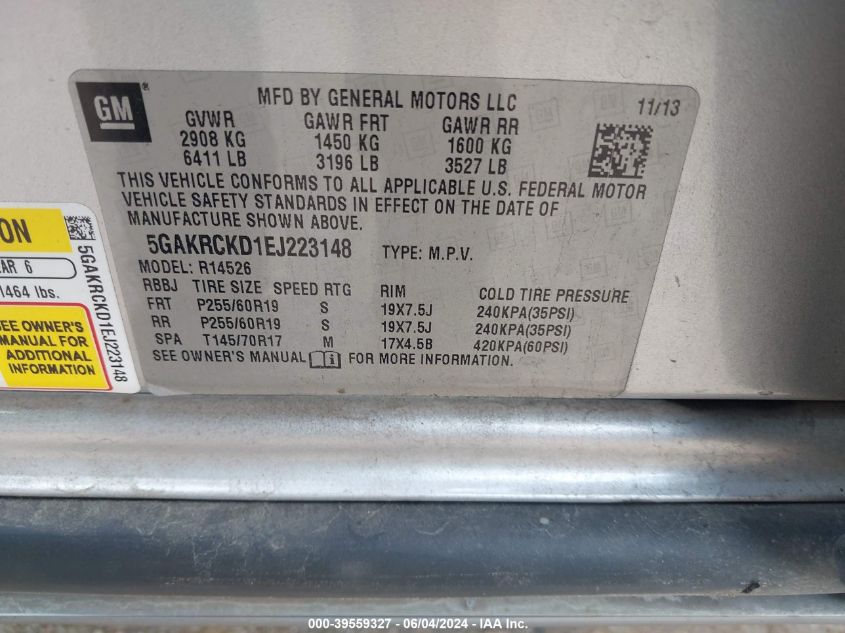 GM
MFD BY GENERAL MOTORS LLC
11/13
GVWR GAWR FRT GAWR RR
2908 KG 1450 KG 1600 KG
6411 LB 3196 LB 3527 LB
THIS VEHICLE CONFORMS TO ALL APPLICABLE U.S. FEDERAL MOTOR
VEHICLE SAFETY STANDARDS IN EFFECT ON THE DATE OF
MANUFACTURE SHOWN ABOVE.
5GAKRCKD1EJ223148 TYPE: M.P.V.
MODEL: R14526
RBBJ TIRE SIZE SPEED RTG RIM COLD TIRE PRESSURE
FRT P255/60R19 S 19X7.5J 240KPA(35PSI)
RR P255/60R19 S 19X7.5J 240KPA(35PSI)
SPA T145/70R17 M 17X4.5B 420KPA(60PSI)
SEE OWNER'S MANUAL FOR MORE INFORMATION.
ON
AR 6
1464 lbs.
SEE OWNER'S
MANUAL FOR
ADDITIONAL
INFORMATION
5GAKRCKD1EJ223148
000-39559327 - 06/04/2024 - IAA Inc.